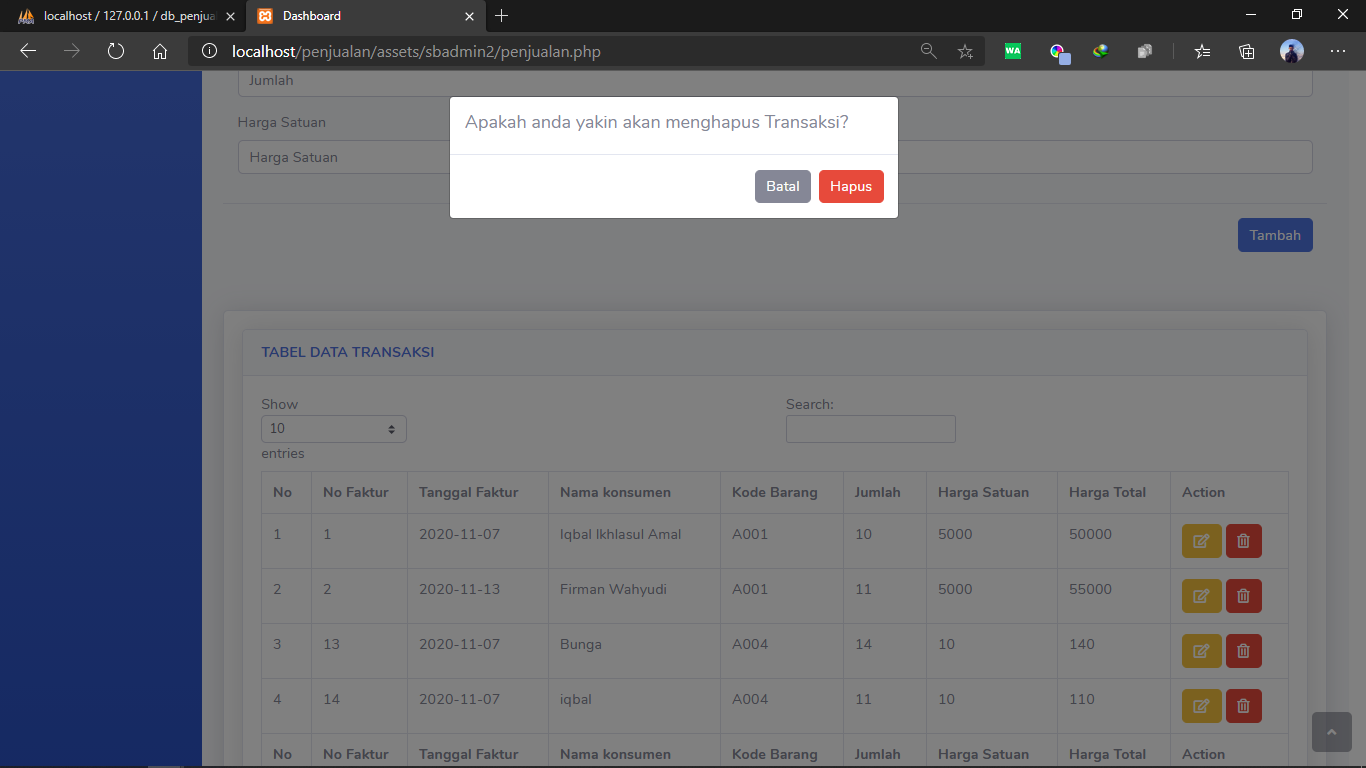 localhost / 127.0.0.1 / db_penjua
Dashboard
localhost/penjualan/assets/sbadmin2/penjualan.php
WA
Jumlah
Apakah anda yakin akan menghapus Transaksi?
Harga Satuan
Harga Satuan
Batal
Hapus
Tambah
TABEL DATA TRANSAKSI
Show
Search:
10
entries
No No Faktur Tanggal Faktur Nama konsumen Kode Barang Jumlah Harga Satuan Harga Total Action
1 1 2020-11-07 Iqbal Ikhlasul Amal A001 10 5000 50000
2 2 2020-11-13 Firman Wahyudi A001 11 5000 55000
3 13 2020-11-07 Bunga A004 14 10 140
4 14 2020-11-07 iqbal A004 11 10 110
No No Faktur Tanggal Faktur Nama konsumen Kode Barang Jumlah Harga Satuan Harga Total Action